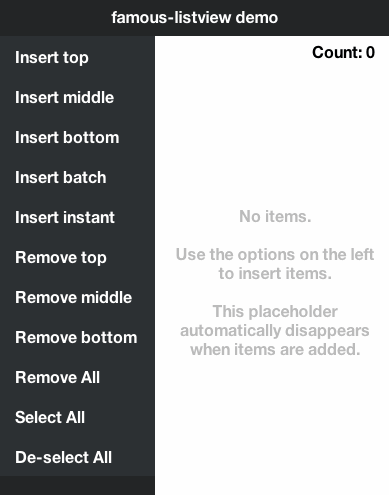 famous-listview demo
Insert top
Insert middle
Insert bottom
Insert batch
Insert instant
Remove top
Remove middle
Remove bottom
Remove All
Select All
De-select All
Count: 0
No items.
Use the options on the left
to insert items.
This placeholder
automatically disappears
when items are added.